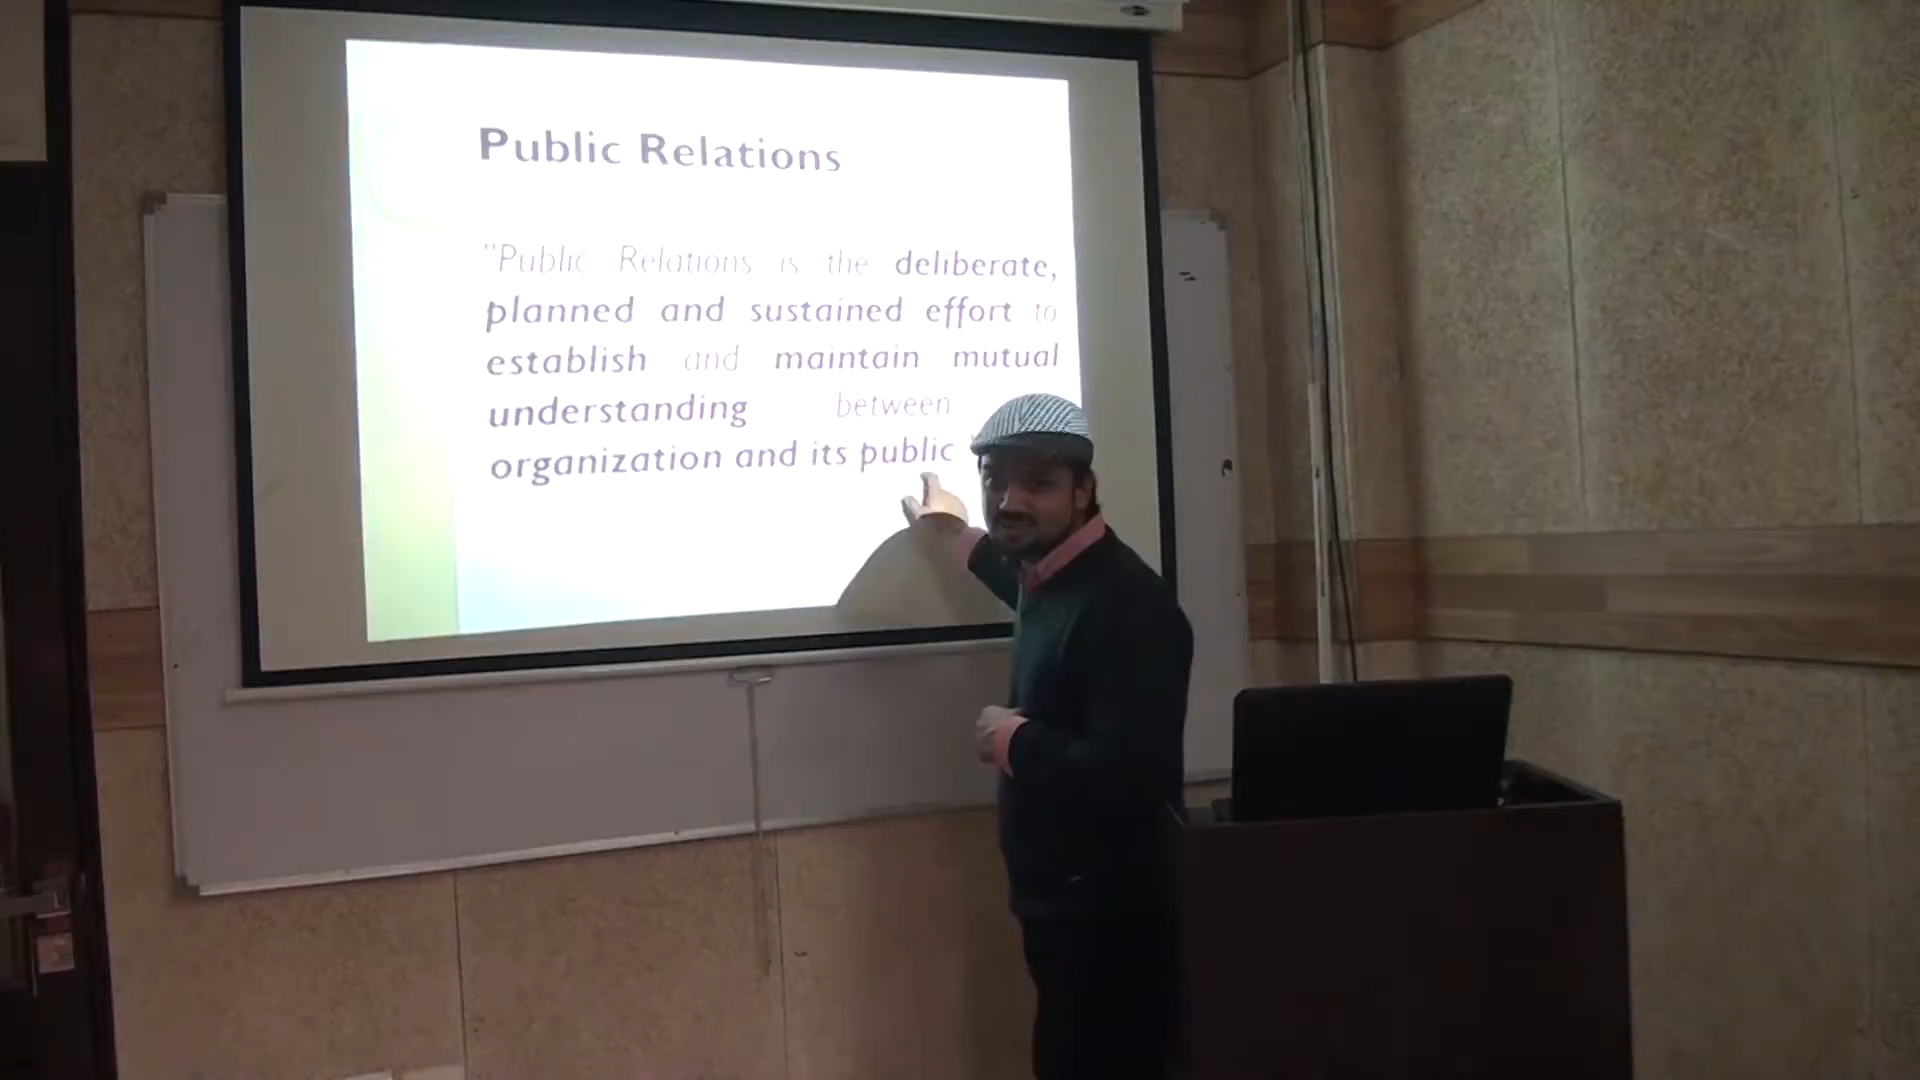 Public Relations
"Public Relations is the deliberate,
planned and sustained effort to
establish and maintain mutual
understanding between
organization and its public